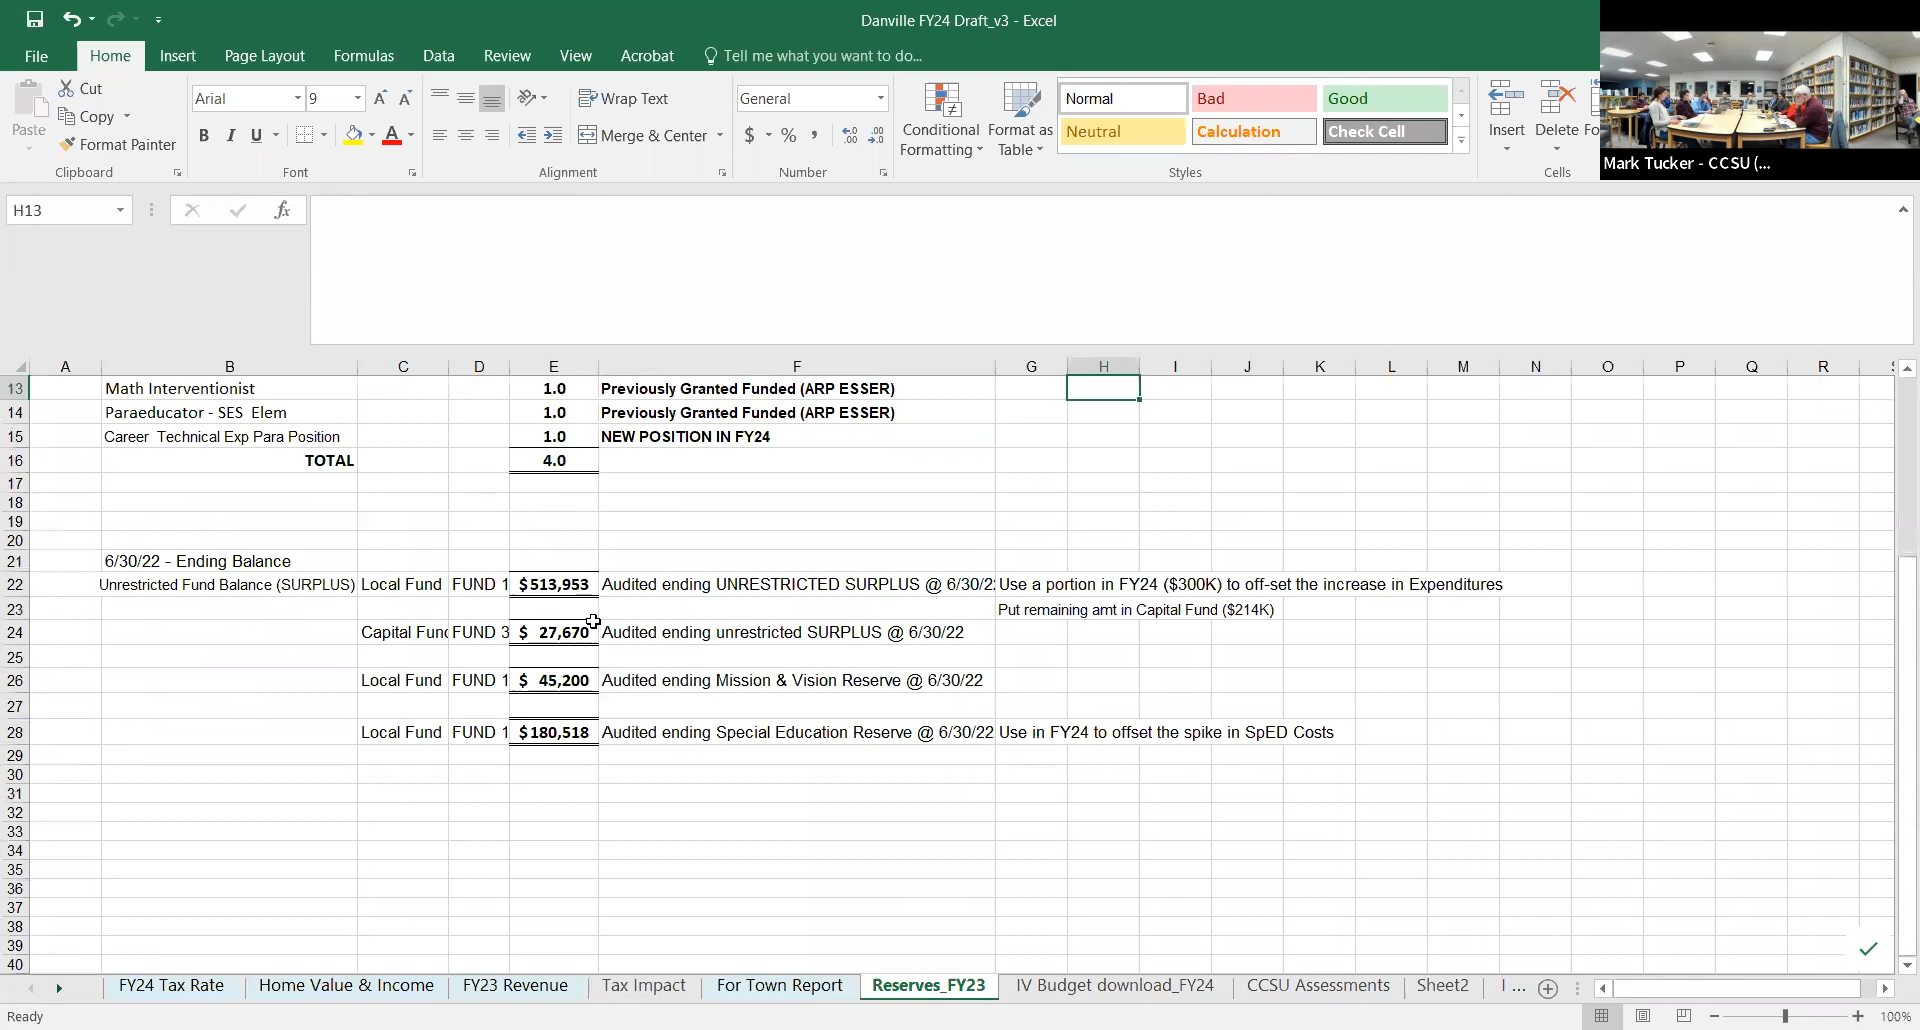 Danville FY24 Draft_v3 - Excel
File Home Insert Page Layout Formulas Data Review View Acrobat Tell me what you want to do...
Paste
Cut
Copy
Format Painter
Clipboard
Arial 9
B I U
Font
Wrap Text
Merge & Center
Alignment
General
$ % ,
Number
Conditional Formatting
Format as Table
Normal Bad Good
Neutral Calculation Check Cell
Styles
Insert Delete Fo
Cells
Mark Tucker - CCSU (...
H13 fx
A B C D E F G H I J K L M N O P Q R
13 Math Interventionist 1.0 Previously Granted Funded (ARP ESSER)
14 Paraeducator - SES Elem 1.0 Previously Granted Funded (ARP ESSER)
15 Career Technical Exp Para Position 1.0 NEW POSITION IN FY24
16 TOTAL 4.0
17
18
19
20
21 6/30/22 - Ending Balance
22 Unrestricted Fund Balance (SURPLUS) Local Fund FUND 1 $513,953 Audited ending UNRESTRICTED SURPLUS @ 6/30/22 Use a portion in FY24 ($300K) to off-set the increase in Expenditures
23 Put remaining amt in Capital Fund ($214K)
24 Capital Fund FUND 3 $ 27,670 Audited ending unrestricted SURPLUS @ 6/30/22
25
26 Local Fund FUND 1 $ 45,200 Audited ending Mission & Vision Reserve @ 6/30/22
27
28 Local Fund FUND 1 $180,518 Audited ending Special Education Reserve @ 6/30/22 Use in FY24 to offset the spike in SpED Costs
29
30
31
32
33
34
35
36
37
38
39
40
FY24 Tax Rate Home Value & Income FY23 Revenue Tax Impact For Town Report Reserves_FY23 IV Budget download_FY24 CCSU Assessments Sheet2 I ...
Ready 100%